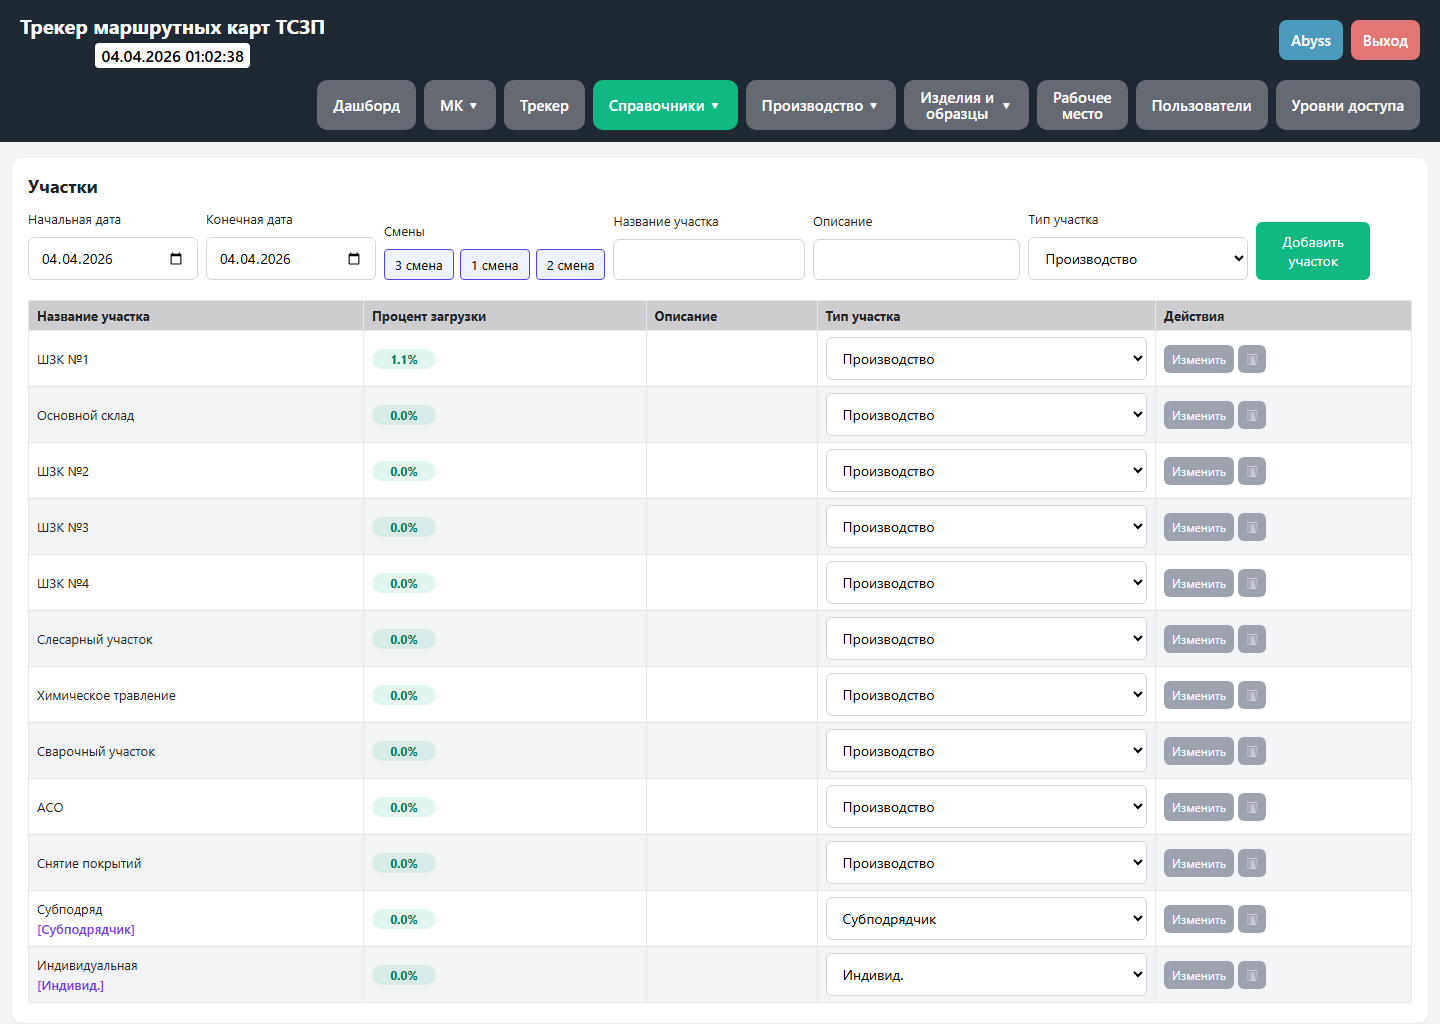 Трекер маршрутных карт ТСЗП
04.04.2026 01:02:38
Abyss
Выход
Дашборд
МК ▼
Трекер
Справочники ▼
Производство ▼
Изделия и
образцы ▼
Рабочее
место
Пользователи
Уровни доступа
Участки
Начальная дата
04.04.2026
Конечная дата
04.04.2026
Смены
3 смена
1 смена
2 смена
Название участка
Описание
Тип участка
Производство
Добавить
участок
Название участка Процент загрузки Описание Тип участка Действия
ШЗК №1 1.1% Производство Изменить
Основной склад 0.0% Производство Изменить
ШЗК №2 0.0% Производство Изменить
ШЗК №3 0.0% Производство Изменить
ШЗК №4 0.0% Производство Изменить
Слесарный участок 0.0% Производство Изменить
Химическое травление 0.0% Производство Изменить
Сварочный участок 0.0% Производство Изменить
АСО 0.0% Производство Изменить
Снятие покрытий 0.0% Производство Изменить
Субподряд
[Субподрядчик] 0.0% Субподрядчик Изменить
Индивидуальная
[Индивид.] 0.0% Индивид. Изменить